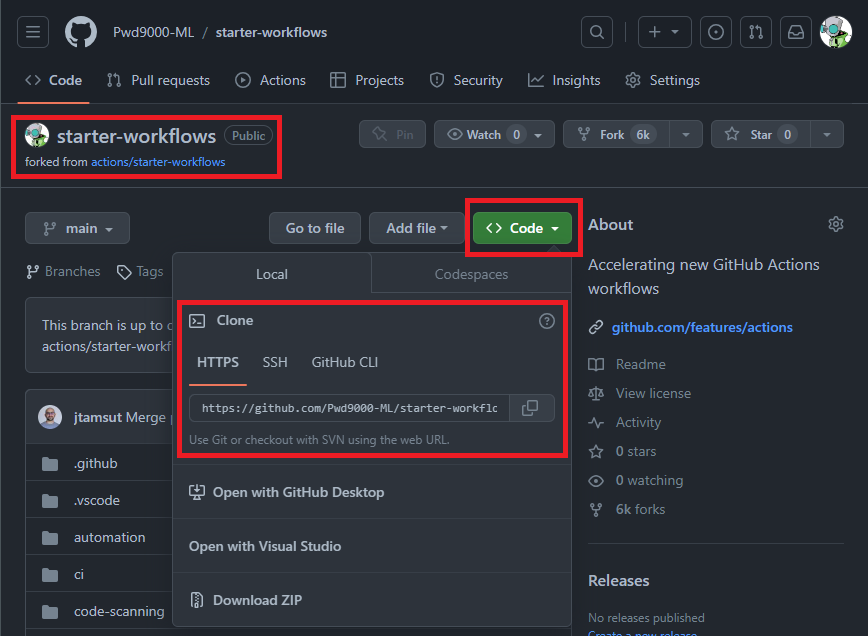 Pwd9000-ML / starter-workflows
Code Pull requests Actions Projects Security Insights Settings
starter-workflows Public
forked from actions/starter-workflows
Pin Watch 0 Fork 6k Star 0
main Go to file Add file Code
Branches Tags
Local Codespaces
This branch is up to
actions/starter-workf
Clone
HTTPS SSH GitHub CLI
https://github.com/Pwd9000-ML/starter-workflo
Use Git or checkout with SVN using the web URL.
jtamsut Merge
.github
.vscode
automation
ci
code-scanning
Open with GitHub Desktop
Open with Visual Studio
Download ZIP
About
Accelerating new GitHub Actions
workflows
github.com/features/actions
Readme
View license
Activity
0 stars
0 watching
6k forks
Releases
No releases published
Create a new release